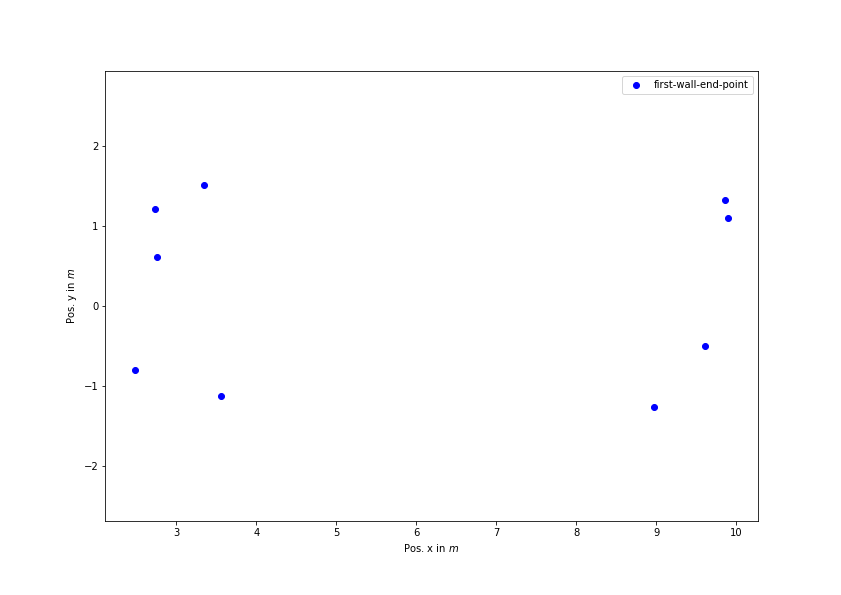 first-wall-end-point
2
1
0
−1
−2
Pos. y in m
3 4 5 6 7 8 9 10
Pos. x in m